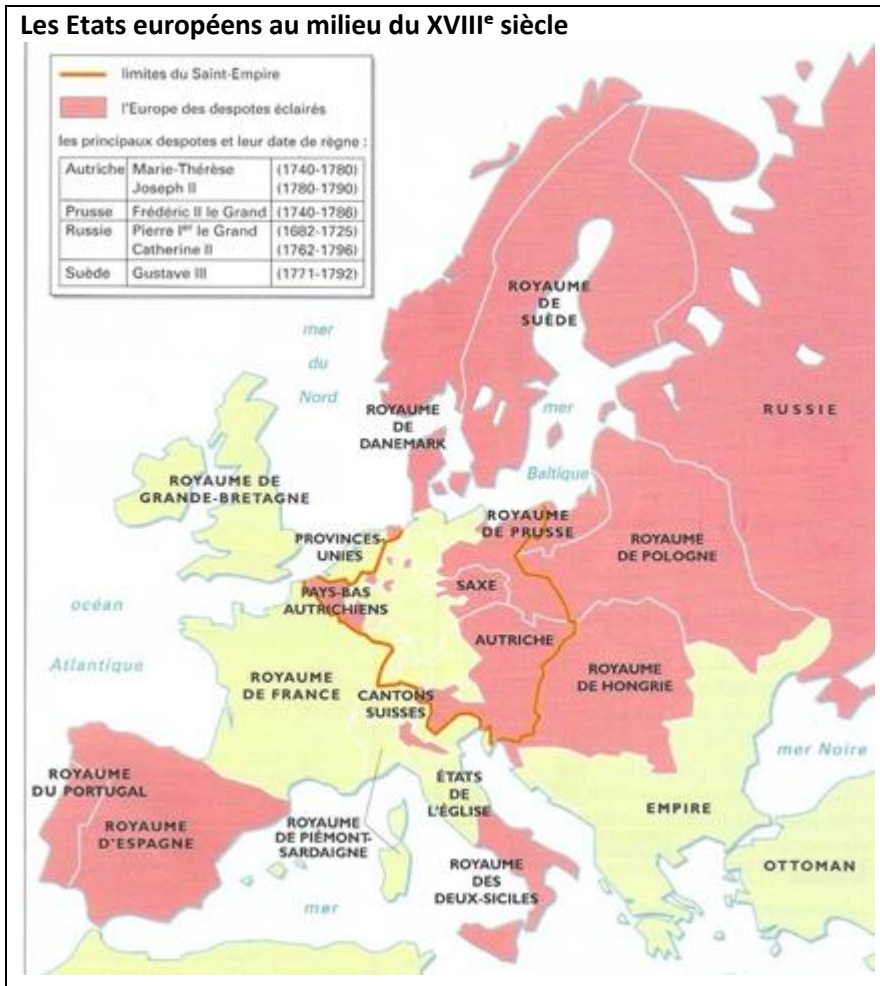 Les Etats européens au milieu du XVIIIᵉ siècle
limites du Saint-Empire
l'Europe des despotes éclairés
les principaux despotes et leur date de règne :
Autriche Marie-Thérèse (1740-1780)
Joseph II (1780-1790)
Prusse Frédéric II le Grand (1740-1786)
Russie Pierre Iᵉʳ le Grand (1682-1725)
Catherine II (1762-1796)
Suède Gustave III (1771-1792)
ROYAUME
DE
SUÈDE
mer
du
Nord
ROYAUME
DE
DANEMARK
mer
Baltique
RUSSIE
ROYAUME DE
GRANDE-BRETAGNE
PROVINCES-
UNIES
ROYAUME
DE PRUSSE
ROYAUME
DE POLOGNE
PAYS-BAS
AUTRICHIENS
SAXE
océan
Atlantique
AUTRICHE
ROYAUME
DE FRANCE
CANTONS
SUISSES
ROYAUME
DE HONGRIE
mer Noire
ROYAUME
DU PORTUGAL
ROYAUME
D'ESPAGNE
ROYAUME
DE PIÉMONT-
SARDAIGNE
ÉTATS
DE
L'ÉGLISE
EMPIRE
OTTOMAN
ROYAUME
DES
DEUX-SICILES
mer